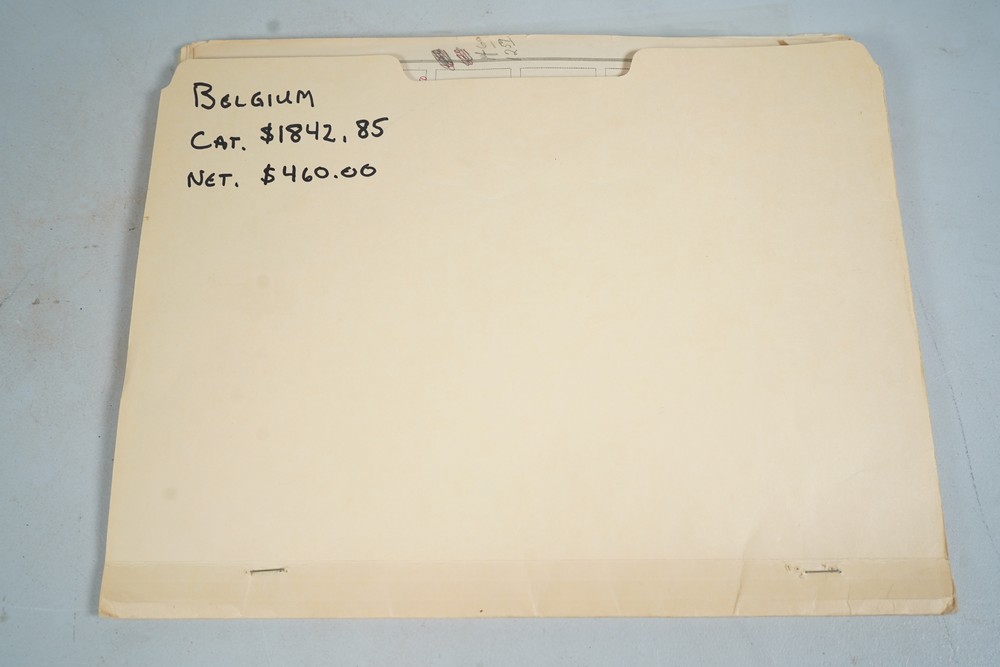 BELGIUM
CAT. $1842.85
NET. $460.00